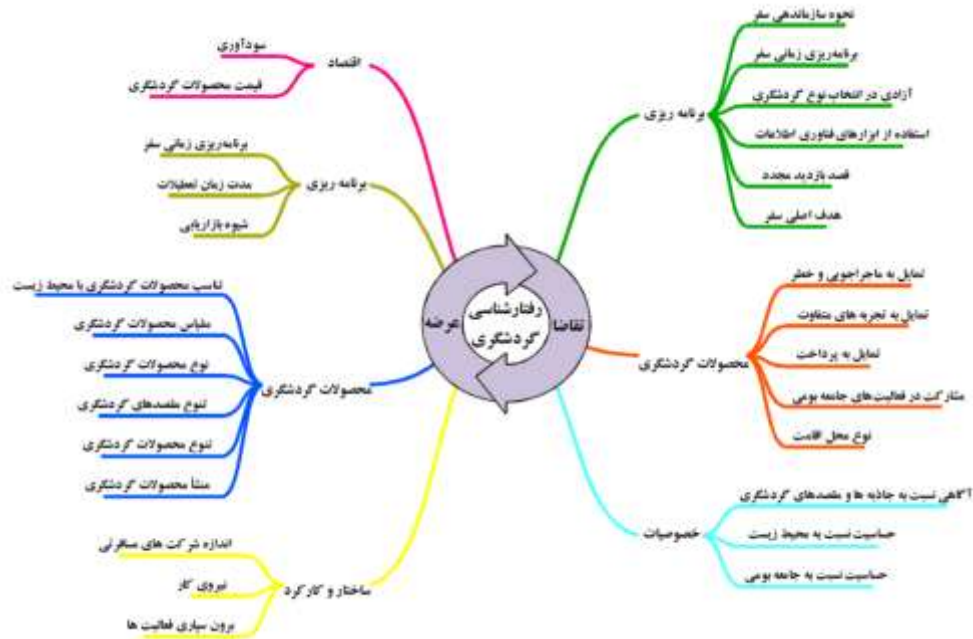 رفتارشناسی
گردشگری
تقاضا
عرضه
برنامه ریزی
نحوه سازماندهی سفر
برنامه‌ریزی زمانی سفر
آزادی در انتخاب نوع گردشگری
استفاده از ابزارهای فناوری اطلاعات
قصد بازدید مجدد
هدف اصلی سفر
محصولات گردشگری
تمایل به ماجراجویی و خطر
تمایل به تجربه های متفاوت
تمایل به پرداخت
مشارکت در فعالیت‌های جامعه بومی
نوع محل اقامت
خصوصیات
آگاهی نسبت به جاذبه ها و مقصدهای گردشگری
حساسیت نسبت به محیط زیست
حساسیت نسبت به جامعه بومی
اقتصاد
سودآوری
قیمت محصولات گردشگری
برنامه ریزی
برنامه‌ریزی زمانی سفر
مدت زمان تعطیلات
شیوه بازاریابی
محصولات گردشگری
تناسب محصولات گردشگری با محیط زیست
مقیاس محصولات گردشگری
نوع محصولات گردشگری
تنوع مقصدهای گردشگری
تنوع محصولات گردشگری
منشأ محصولات گردشگری
ساختار و کارکرد
اندازه شرکت های مسافرتی
نیروی کار
برون سپاری فعالیت ها